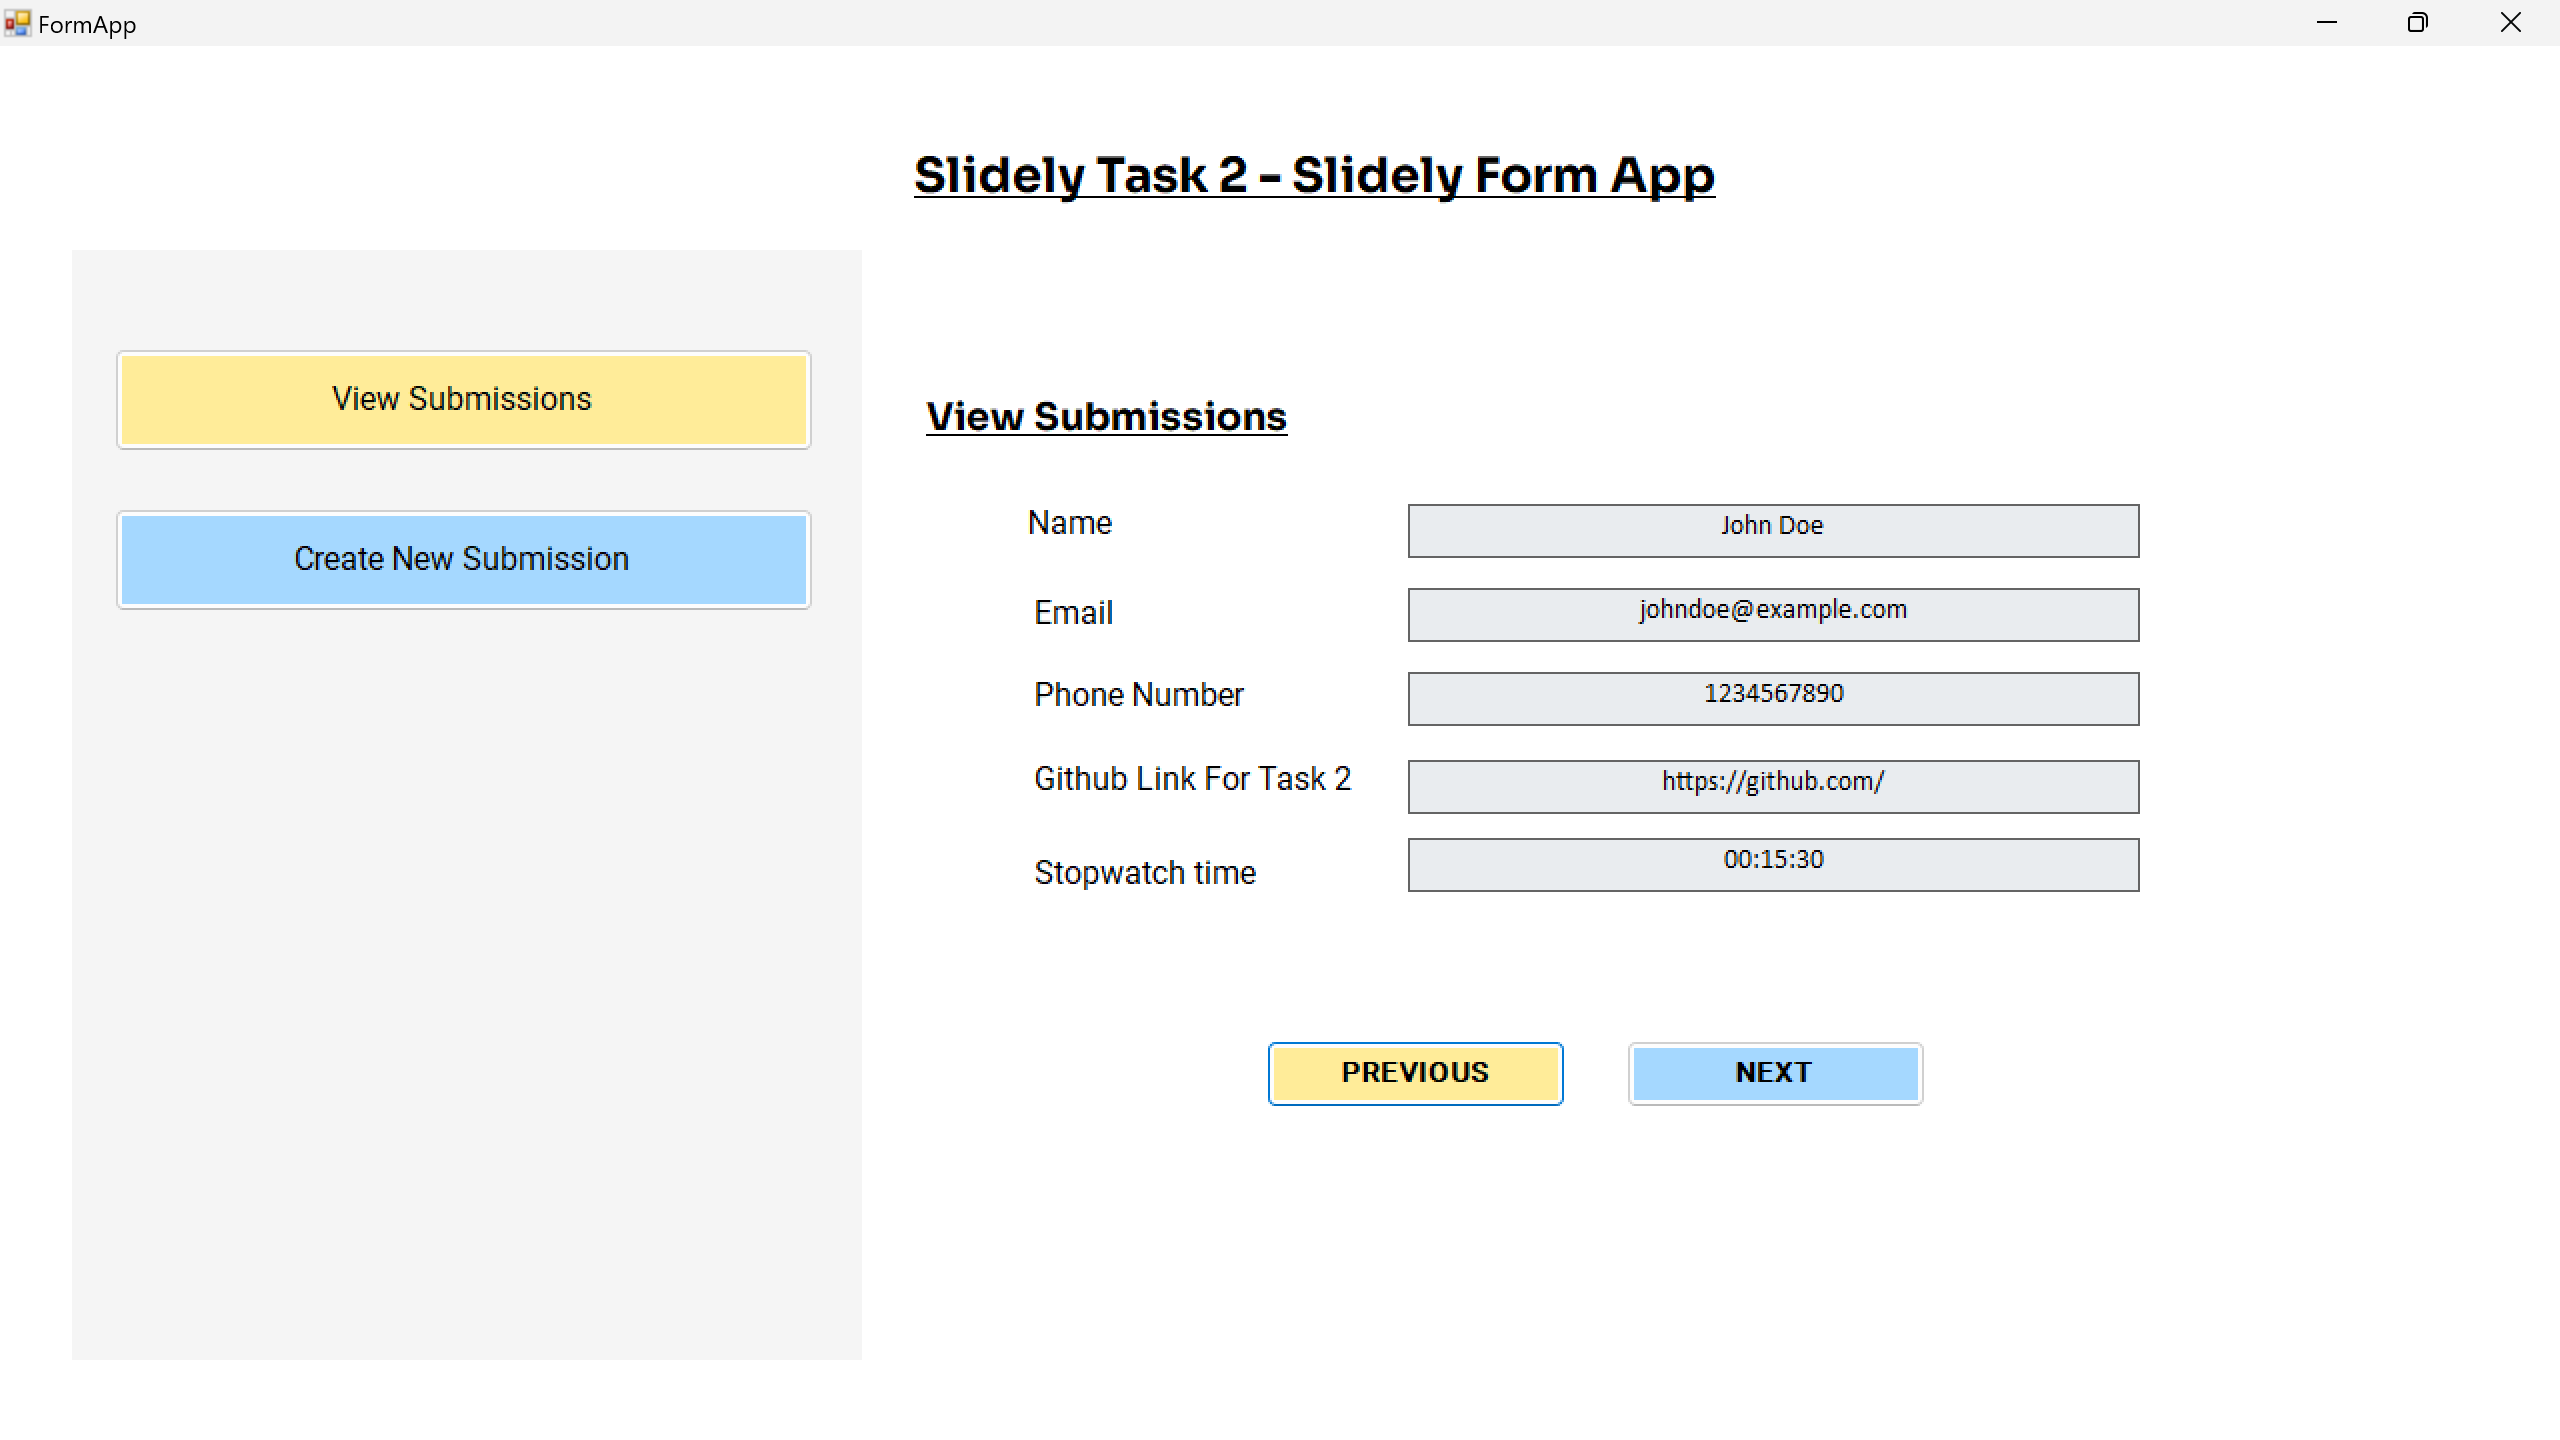 FormApp
Slidely Task 2 - Slidely Form App
View Submissions
Create New Submission
View Submissions
Name
John Doe
Email
johndoe@example.com
Phone Number
1234567890
Github Link For Task 2
https://github.com/
Stopwatch time
00:15:30
PREVIOUS
NEXT